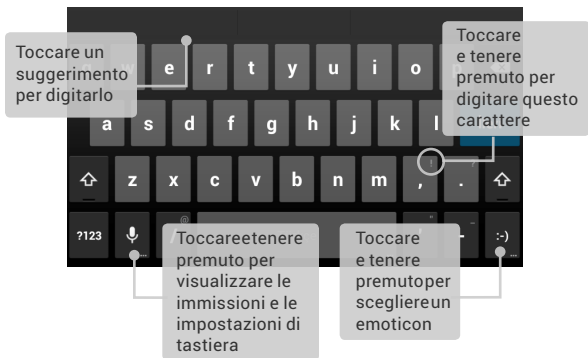 Toccare un
suggerimento
per digitarlo
Toccare
e tenere
premuto per
digitare questo
carattere
q w e r t y u i o p
a s d f g h j k l
z x c v b n m , ! . ?
?123 @ / " ' _ - :-)
Toccareetenere
premuto per
visualizzare le
immissioni e le
impostazioni di
tastiera
Toccare
e tenere
premutoper
scegliereun
emoticon